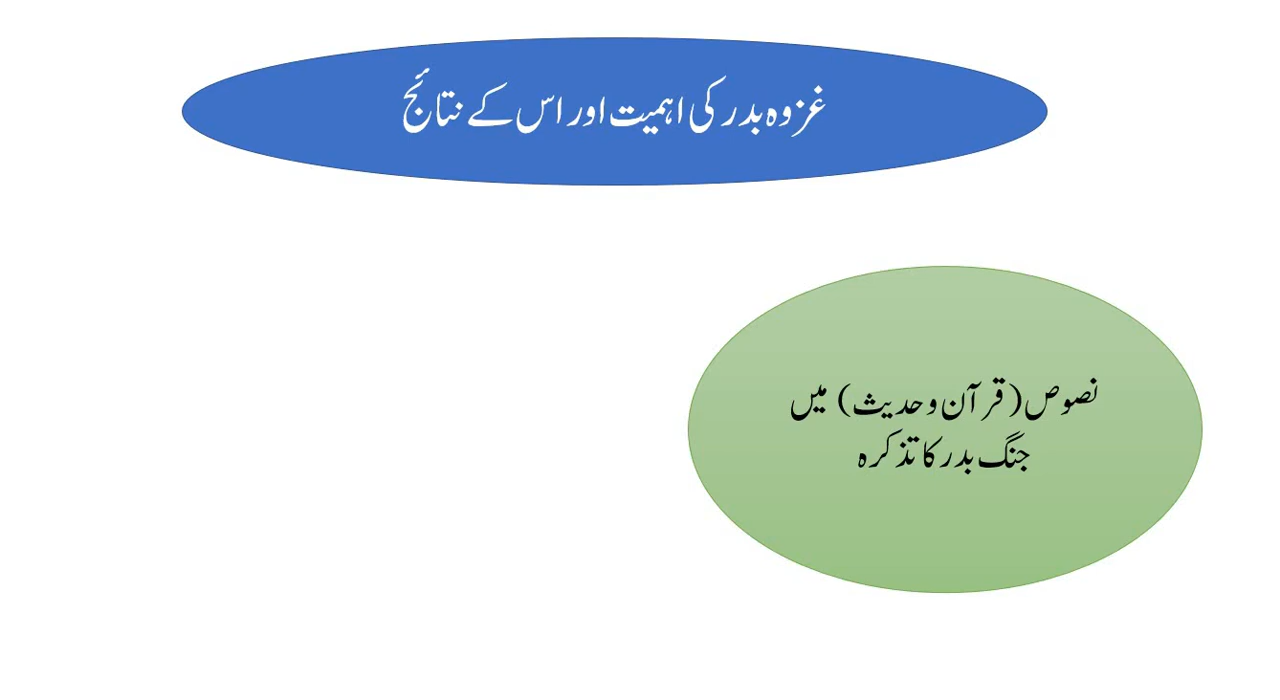 غزوہ بدر کی اہمیت اور اس کے نتائج
نصوص (قرآن و حدیث) میں
جنگ بدر کا تذکرہ